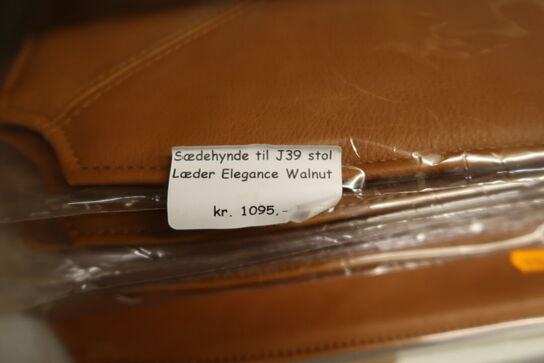 Sædehynde til J39 stol
Læder Elegance Walnut
kr. 1095,-